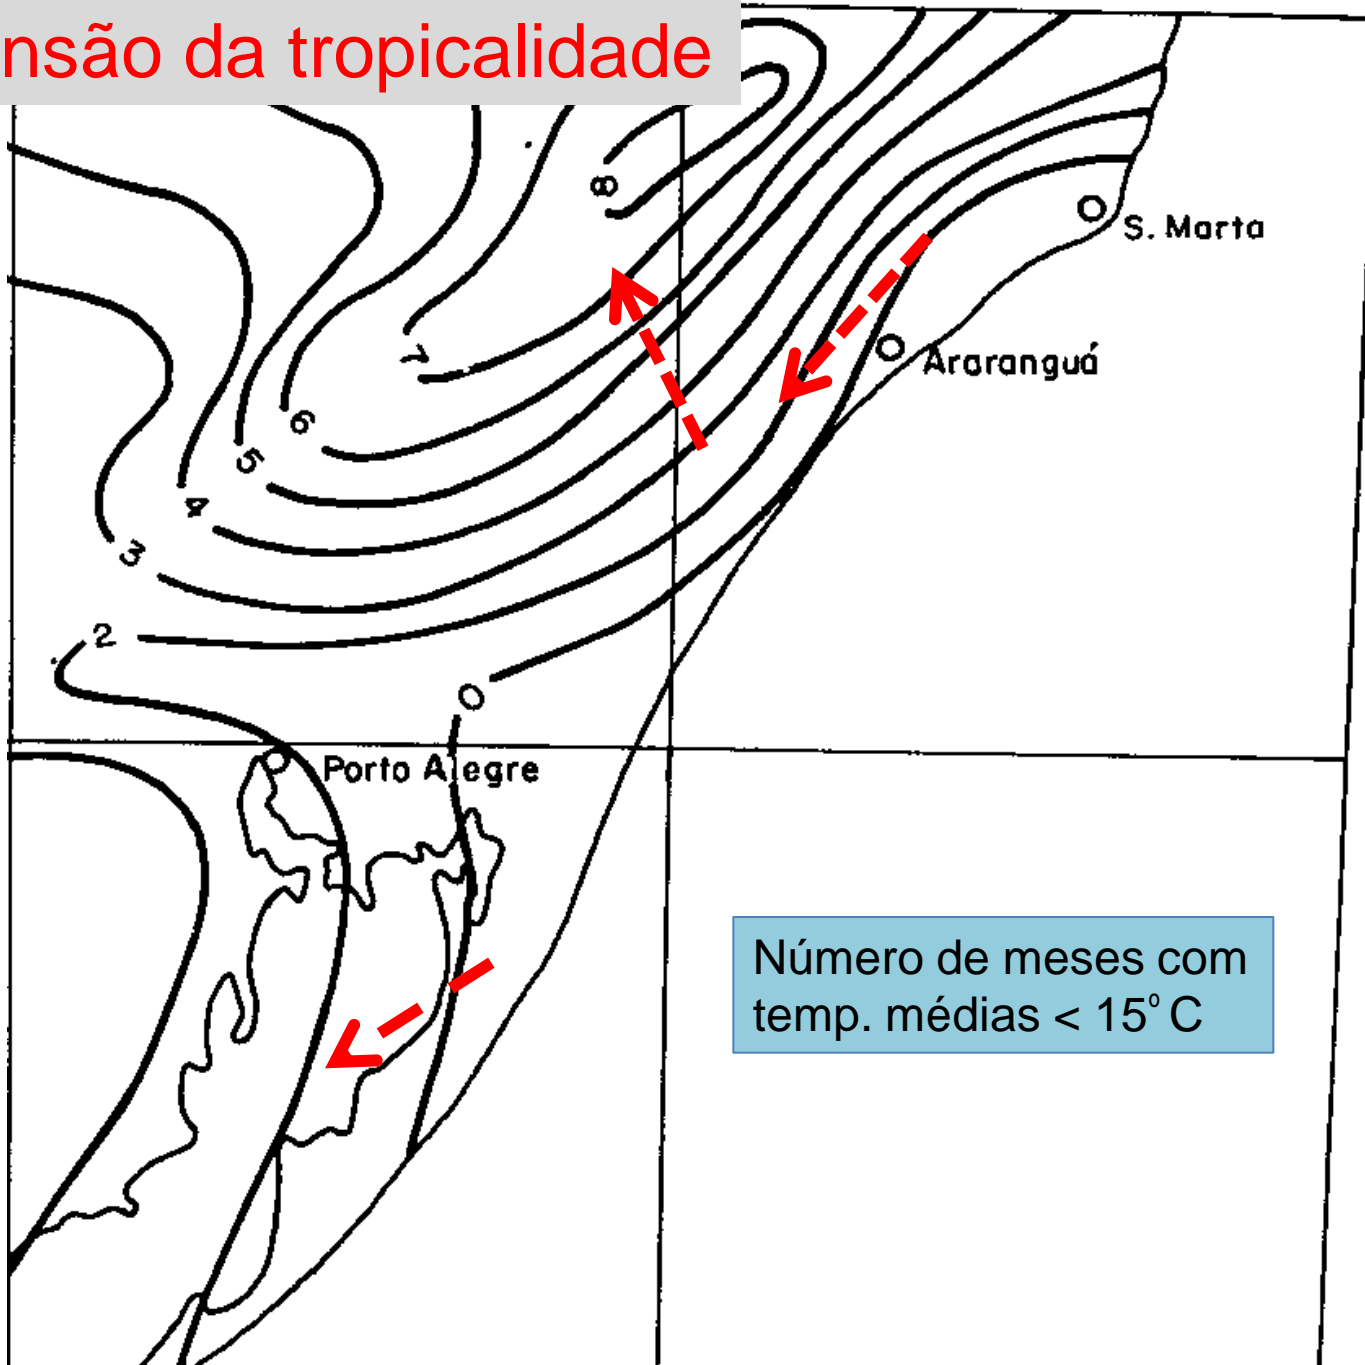 nsão da tropicalidade
8
S. Marta
Araranguá
7
6
5
4
3
2
0
Porto Alegre
Número de meses com
temp. médias < 15º C